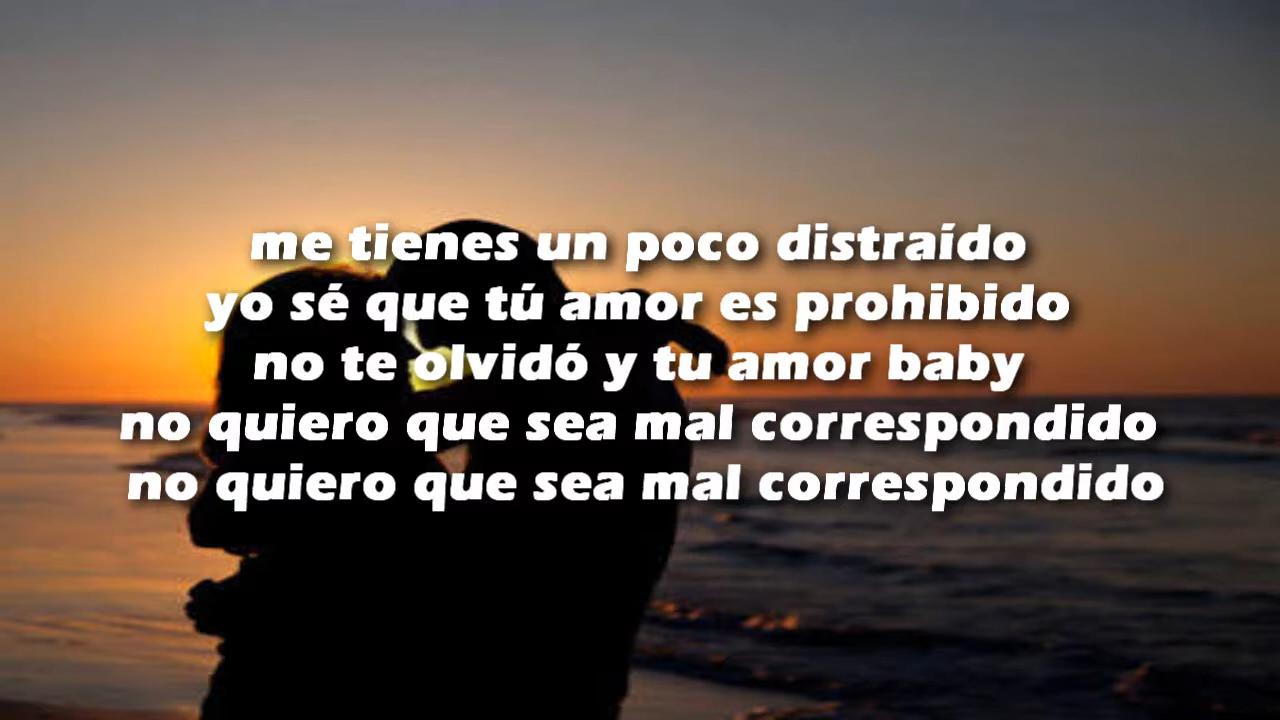 me tienes un poco distraído
yo sé que tú amor es prohibido
no te olvidó y tu amor baby
no quiero que sea mal correspondido
no quiero que sea mal correspondido